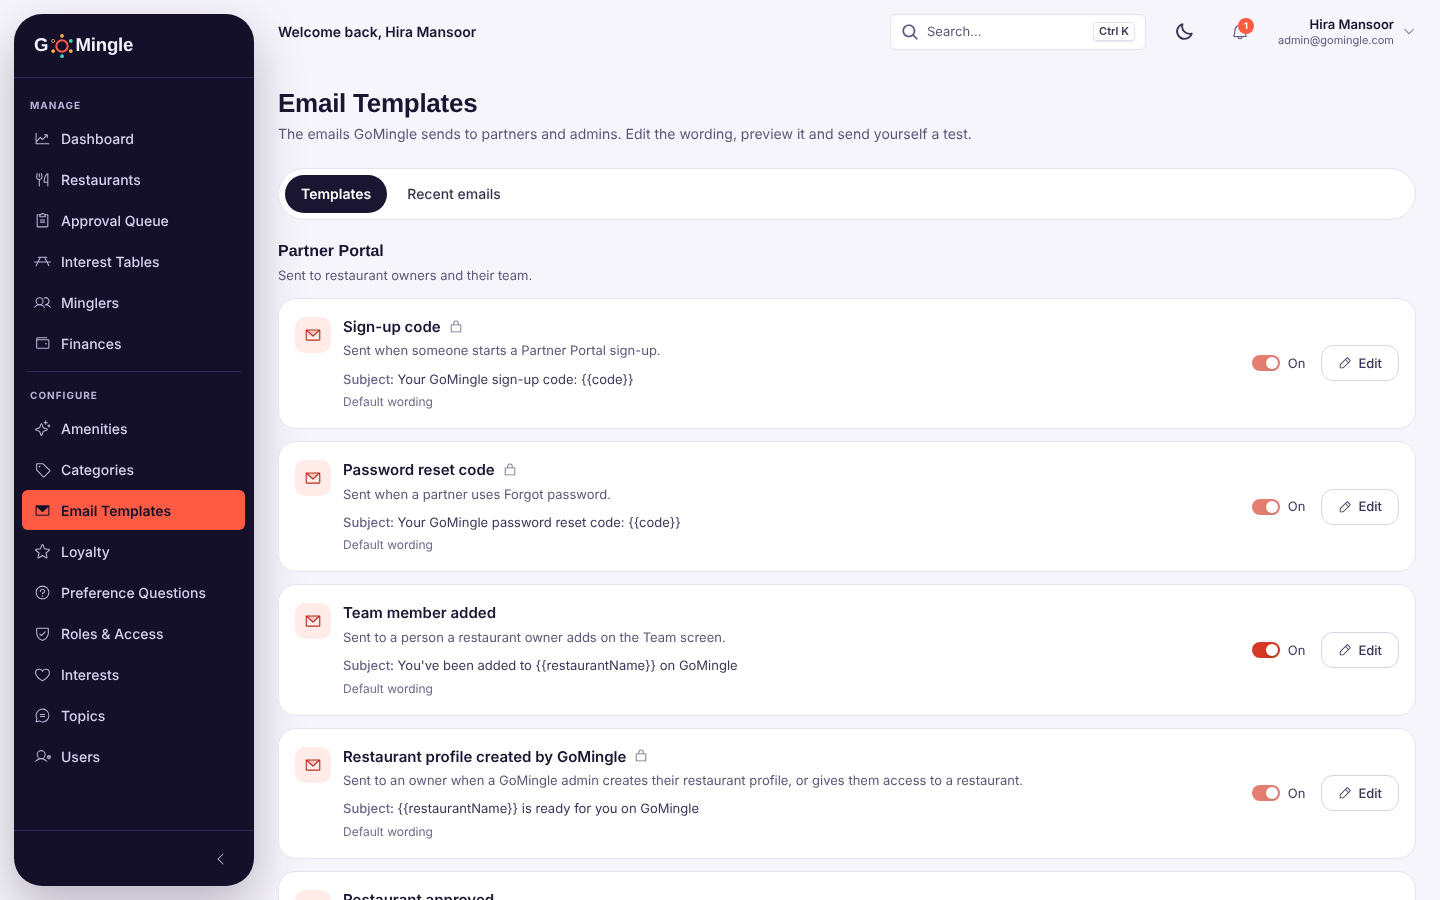 GoMingle
MANAGE
Dashboard
Restaurants
Approval Queue
Interest Tables
Minglers
Finances
CONFIGURE
Amenities
Categories
Email Templates
Loyalty
Preference Questions
Roles & Access
Interests
Topics
Users
Welcome back, Hira Mansoor
Search...
Ctrl K
1
Hira Mansoor
admin@gomingle.com
Email Templates
The emails GoMingle sends to partners and admins. Edit the wording, preview it and send yourself a test.
Templates
Recent emails
Partner Portal
Sent to restaurant owners and their team.
Sign-up code
Sent when someone starts a Partner Portal sign-up.
Subject: Your GoMingle sign-up code: {{code}}
Default wording
On
Edit
Password reset code
Sent when a partner uses Forgot password.
Subject: Your GoMingle password reset code: {{code}}
Default wording
On
Edit
Team member added
Sent to a person a restaurant owner adds on the Team screen.
Subject: You've been added to {{restaurantName}} on GoMingle
Default wording
On
Edit
Restaurant profile created by GoMingle
Sent to an owner when a GoMingle admin creates their restaurant profile, or gives them access to a restaurant.
Subject: {{restaurantName}} is ready for you on GoMingle
Default wording
On
Edit
Restaurant approved